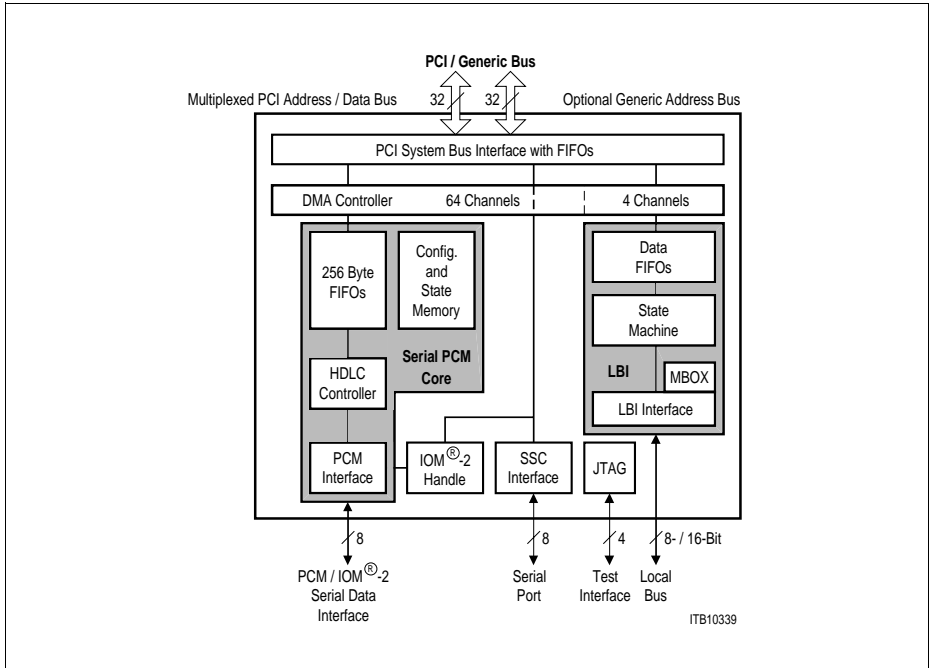 PCI / Generic Bus
Multiplexed PCI Address / Data Bus
32
32
Optional Generic Address Bus
PCI System Bus Interface with FIFOs
DMA Controller
64 Channels
4 Channels
256 Byte
FIFOs
Config.
and
State
Memory
Data
FIFOs
State
Machine
Serial PCM
Core
HDLC
Controller
LBI
MBOX
LBI Interface
PCM
Interface
IOM®-2
Handle
SSC
Interface
JTAG
8
8
4
8- / 16-Bit
PCM / IOM®-2
Serial Data
Interface
Serial
Port
Test
Interface
Local
Bus
ITB10339